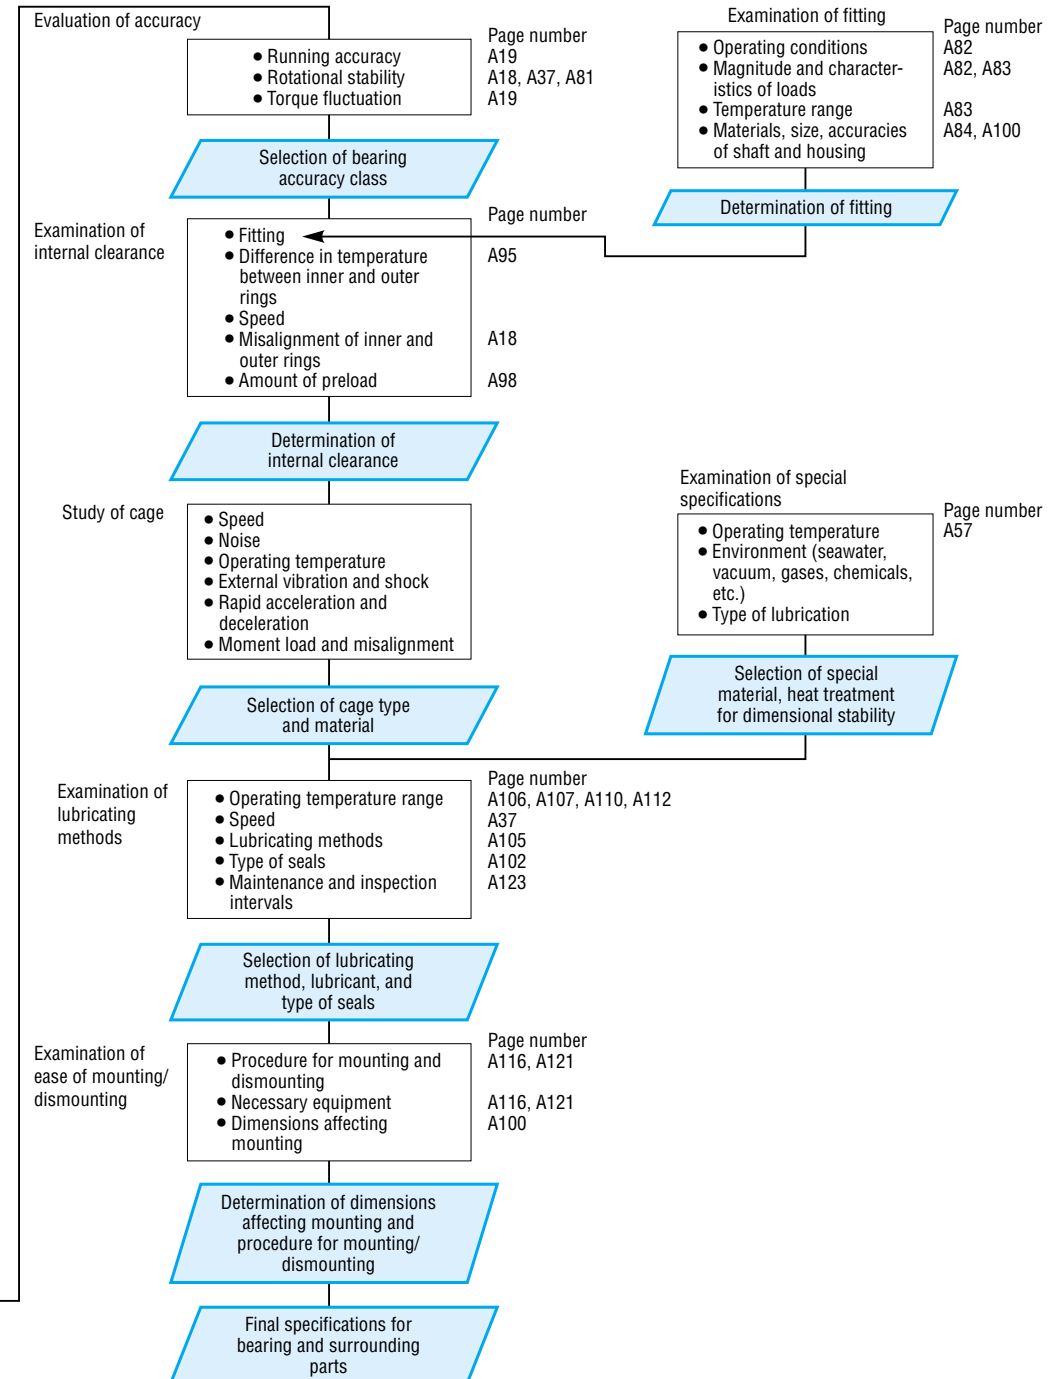 Evaluation of accuracy
Page number
● Running accuracy
A19
● Rotational stability
A18, A37, A81
● Torque fluctuation
A19
Selection of bearing
accuracy class
Examination of fitting
Page number
● Operating conditions
A82
● Magnitude and character-
A82, A83
istics of loads
● Temperature range
A83
● Materials, size, accuracies
A84, A100
of shaft and housing
Determination of fitting
Examination of
internal clearance
Page number
● Fitting
● Difference in temperature
A95
between inner and outer
rings
● Speed
● Misalignment of inner and
A18
outer rings
● Amount of preload
A98
Determination of
internal clearance
Study of cage
● Speed
● Noise
● Operating temperature
● External vibration and shock
● Rapid acceleration and
deceleration
● Moment load and misalignment
Selection of cage type
and material
Examination of special
specifications
Page number
● Operating temperature
A57
● Environment (seawater,
vacuum, gases, chemicals,
etc.)
● Type of lubrication
Selection of special
material, heat treatment
for dimensional stability
Examination of
lubricating
methods
Page number
● Operating temperature range
A106, A107, A110, A112
● Speed
A37
● Lubricating methods
A105
● Type of seals
A102
● Maintenance and inspection
A123
intervals
Selection of lubricating
method, lubricant, and
type of seals
Examination of
ease of mounting/
dismounting
Page number
● Procedure for mounting and
A116, A121
dismounting
● Necessary equipment
A116, A121
● Dimensions affecting
A100
mounting
Determination of dimensions
affecting mounting and
procedure for mounting/
dismounting
Final specifications for
bearing and surrounding
parts